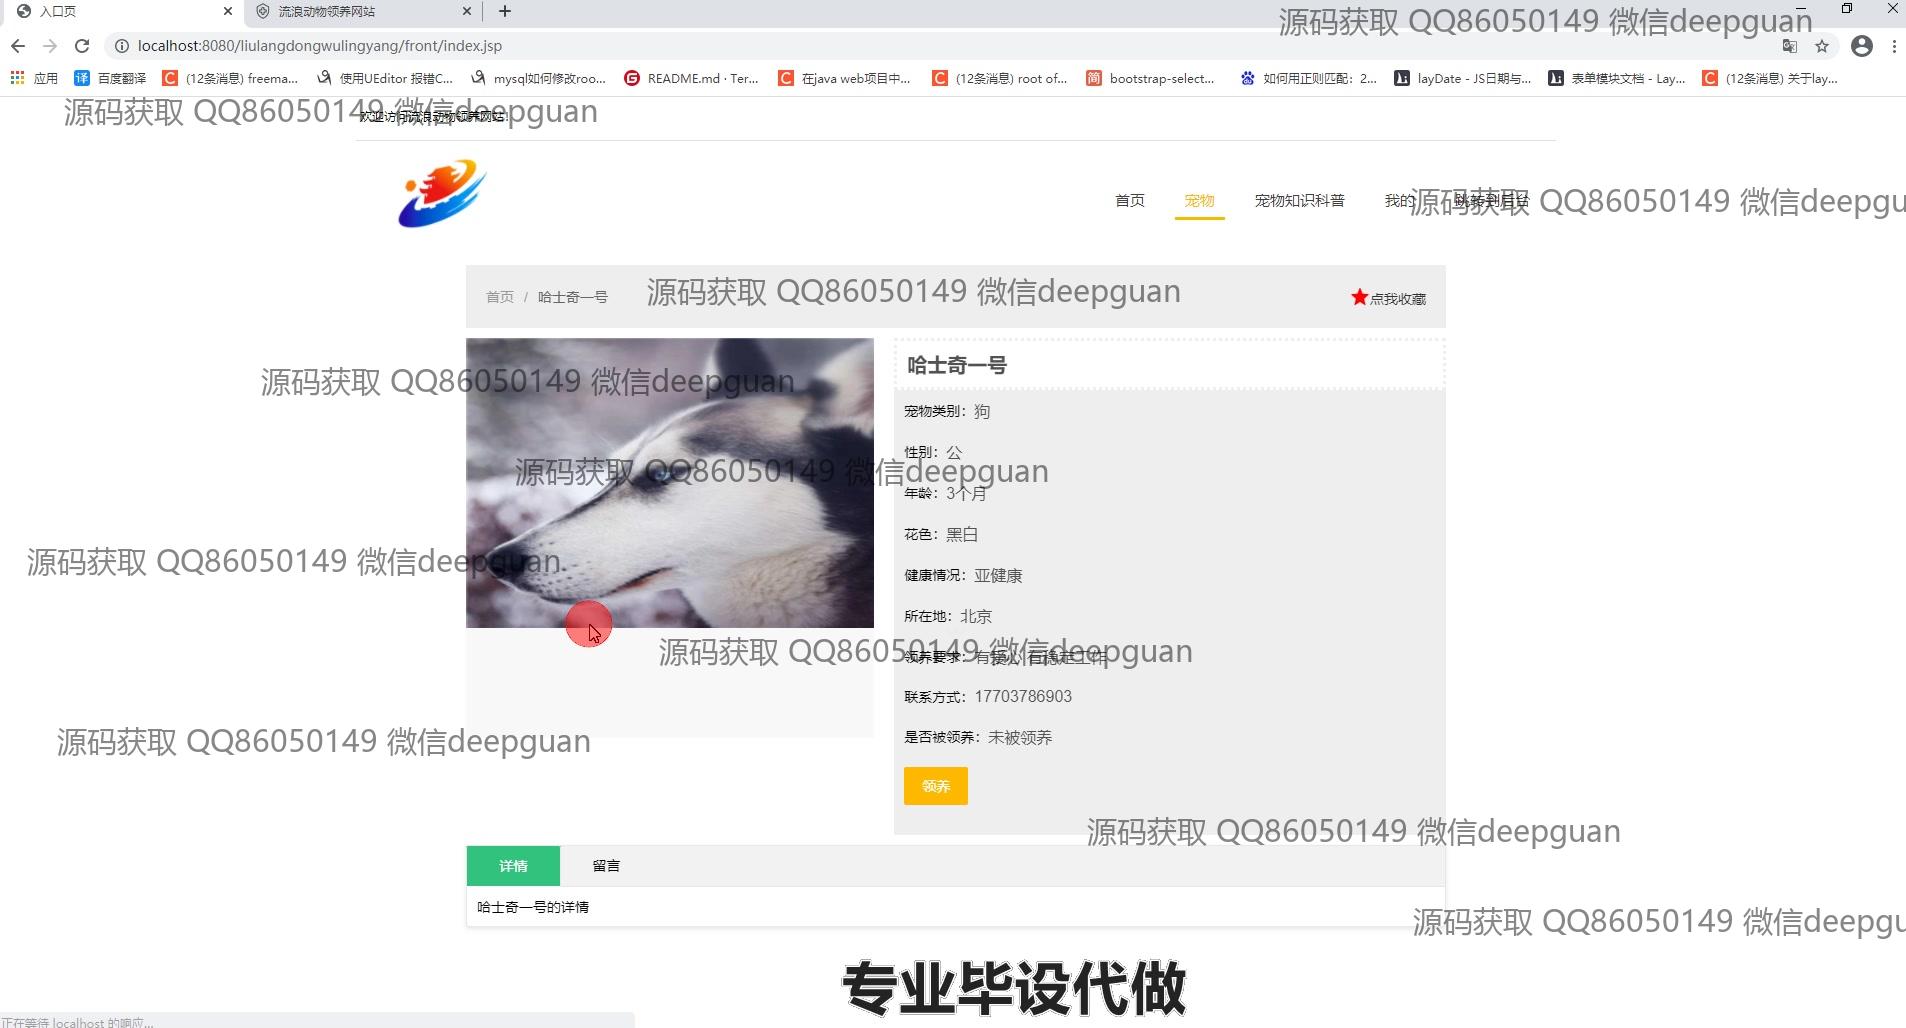 入口页
流浪动物领养网站
源码获取 QQ86050149 微信deepguan
localhost:8080/liulangdongwulingyang/front/index.jsp
应用 百度翻译 (12条消息) freema... 使用UEditor 报错C... mysql如何修改roo... README.md · Ter... 在java web项目中... (12条消息) root of... bootstrap-select... 如何用正则匹配：2... layDate - JS日期与... 表单模块文档 - Lay... (12条消息) 关于lay...
源码获取 QQ86050149 微信deepguan
欢迎访问流浪动物领养网站!
首页 宠物 宠物知识科普 我的 跳转到后台
源码获取 QQ86050149 微信deepgu
首页 / 哈士奇一号
源码获取 QQ86050149 微信deepguan
点我收藏
哈士奇一号
源码获取 QQ86050149 微信deepguan
宠物类别：狗
性别：公
源码获取 QQ86050149 微信deepguan
年龄：3个月
花色：黑白
源码获取 QQ86050149 微信deepguan
健康情况：亚健康
所在地：北京
源码获取 QQ86050149 微信deepguan
领养要求：有爱心 有稳定工作
联系方式：17703786903
是否被领养：未被领养
源码获取 QQ86050149 微信deepguan
领养
源码获取 QQ86050149 微信deepguan
详情 留言
哈士奇一号的详情
源码获取 QQ86050149 微信deepgu
专业毕设代做
正在等待 localhost 的响应...